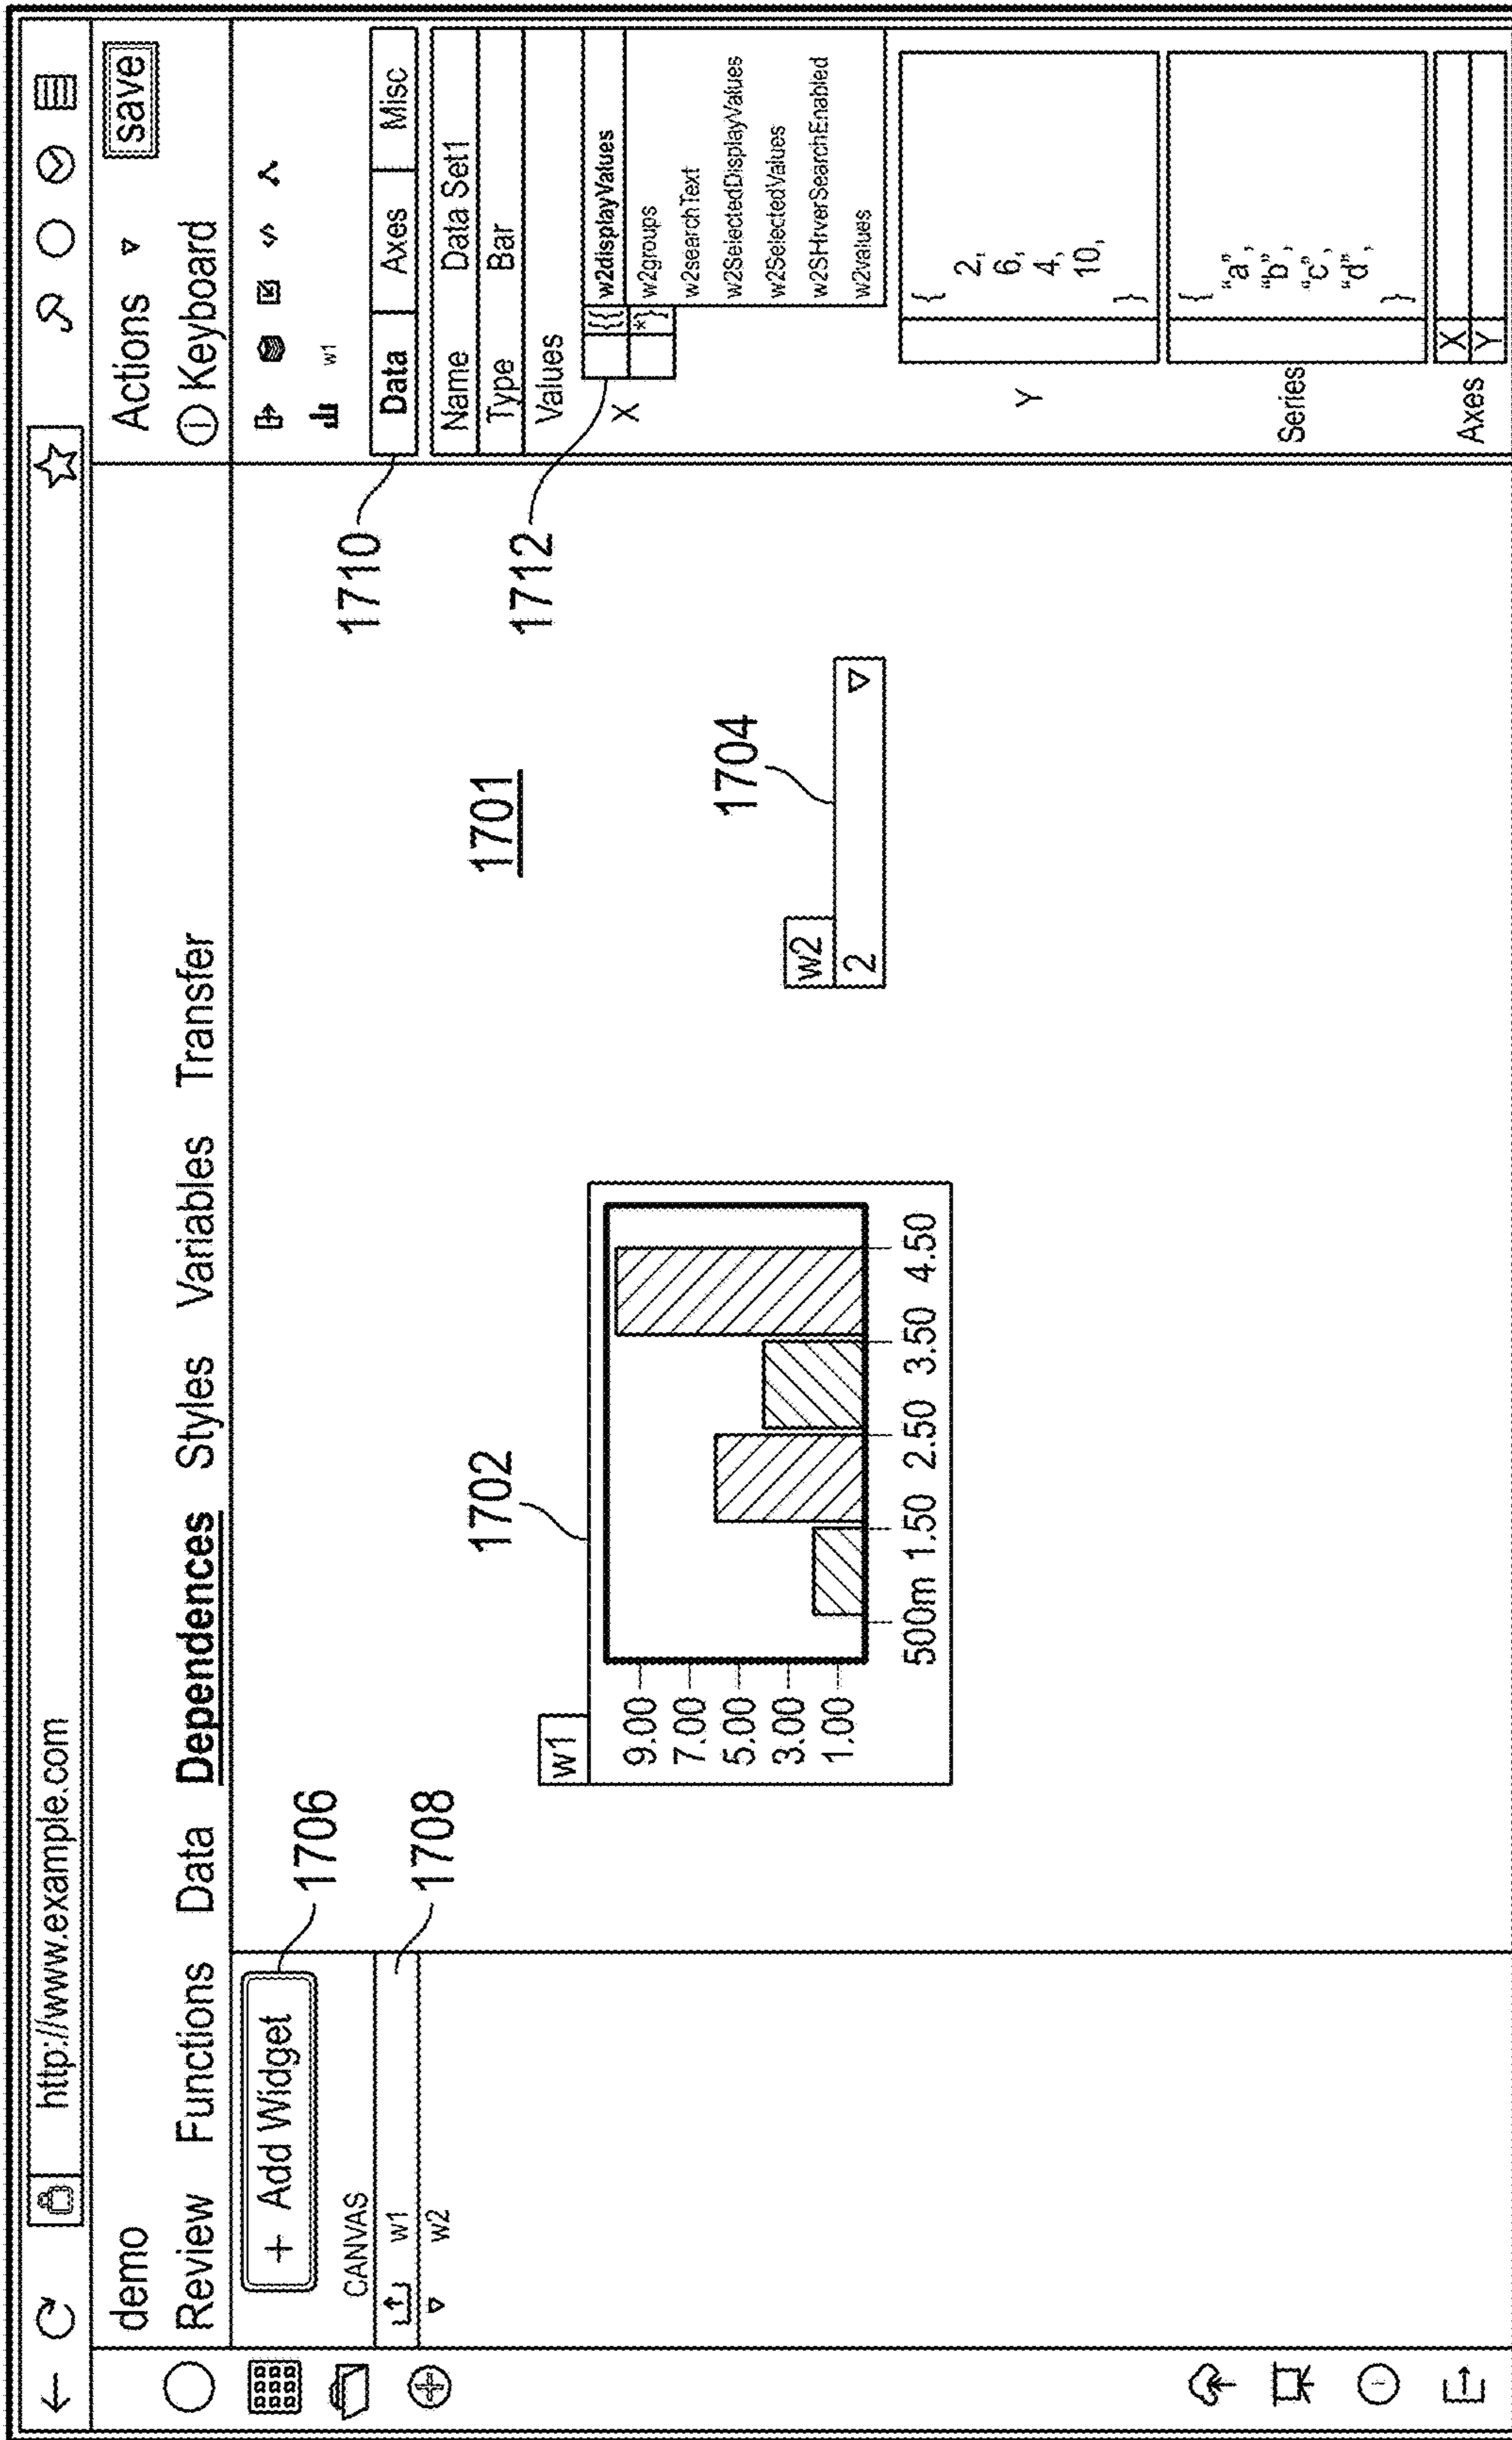 http://www.example.com
demo
Actions
save
Review Functions Data Dependences Styles Variables Transfer
i Keyboard
+ Add Widget
1706
CANVAS
w1
w2
1708
1701
1702
w1
9.00
7.00
5.00
3.00
1.00
500m 1.50 2.50 3.50 4.50
1704
w2
2
1710
1712
w1
Data Axes Misc
Name Data Set1
Type Bar
Values
X
{{
*}
w2displayValues
w2groups
w2searchText
w2SelectedDisplayValues
w2SelectedValues
w2SHrverSearchEnabled
w2values
Y
{
2,
6,
4,
10,
}
Series
{
“a”,
“b”,
“c”,
“d”,
}
Axes
X
Y